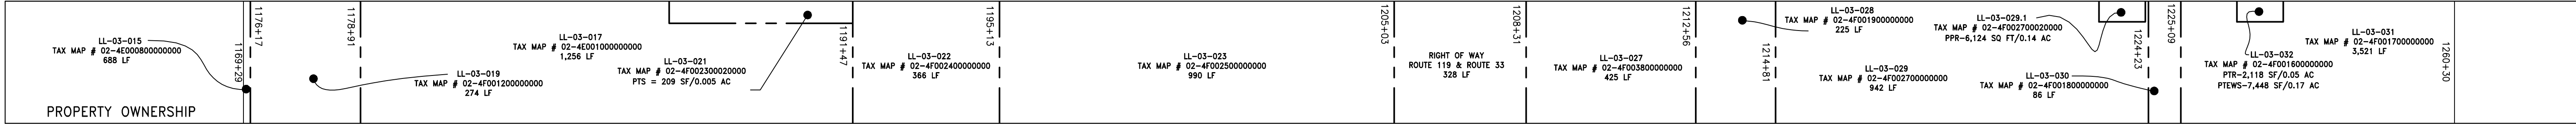 LL-03-015
TAX MAP # 02-4E000800000000
688 LF
PROPERTY OWNERSHIP
1169+29
1176+17
LL-03-019
TAX MAP # 02-4F001200000000
274 LF
1178+91
LL-03-017
TAX MAP # 02-4E001000000000
1,256 LF
LL-03-021
TAX MAP # 02-4F002300020000
PTS = 209 SF/0.005 AC
1191+47
LL-03-022
TAX MAP # 02-4F002400000000
366 LF
1195+13
LL-03-023
TAX MAP # 02-4F002500000000
990 LF
1205+03
RIGHT OF WAY
ROUTE 119 & ROUTE 33
328 LF
1208+31
LL-03-027
TAX MAP # 02-4F003800000000
425 LF
1212+56
LL-03-028
TAX MAP # 02-4F001900000000
225 LF
1214+81
LL-03-029
TAX MAP # 02-4F002700000000
942 LF
LL-03-029.1
TAX MAP # 02-4F002700020000
PPR-6,124 SQ FT/0.14 AC
LL-03-030
TAX MAP # 02-4F001800000000
86 LF
1224+23
1225+09
LL-03-032
TAX MAP # 02-4F001600000000
PTR-2,118 SF/0.05 AC
PTEWS-7,448 SF/0.17 AC
LL-03-031
TAX MAP # 02-4F001700000000
3,521 LF
1260+30